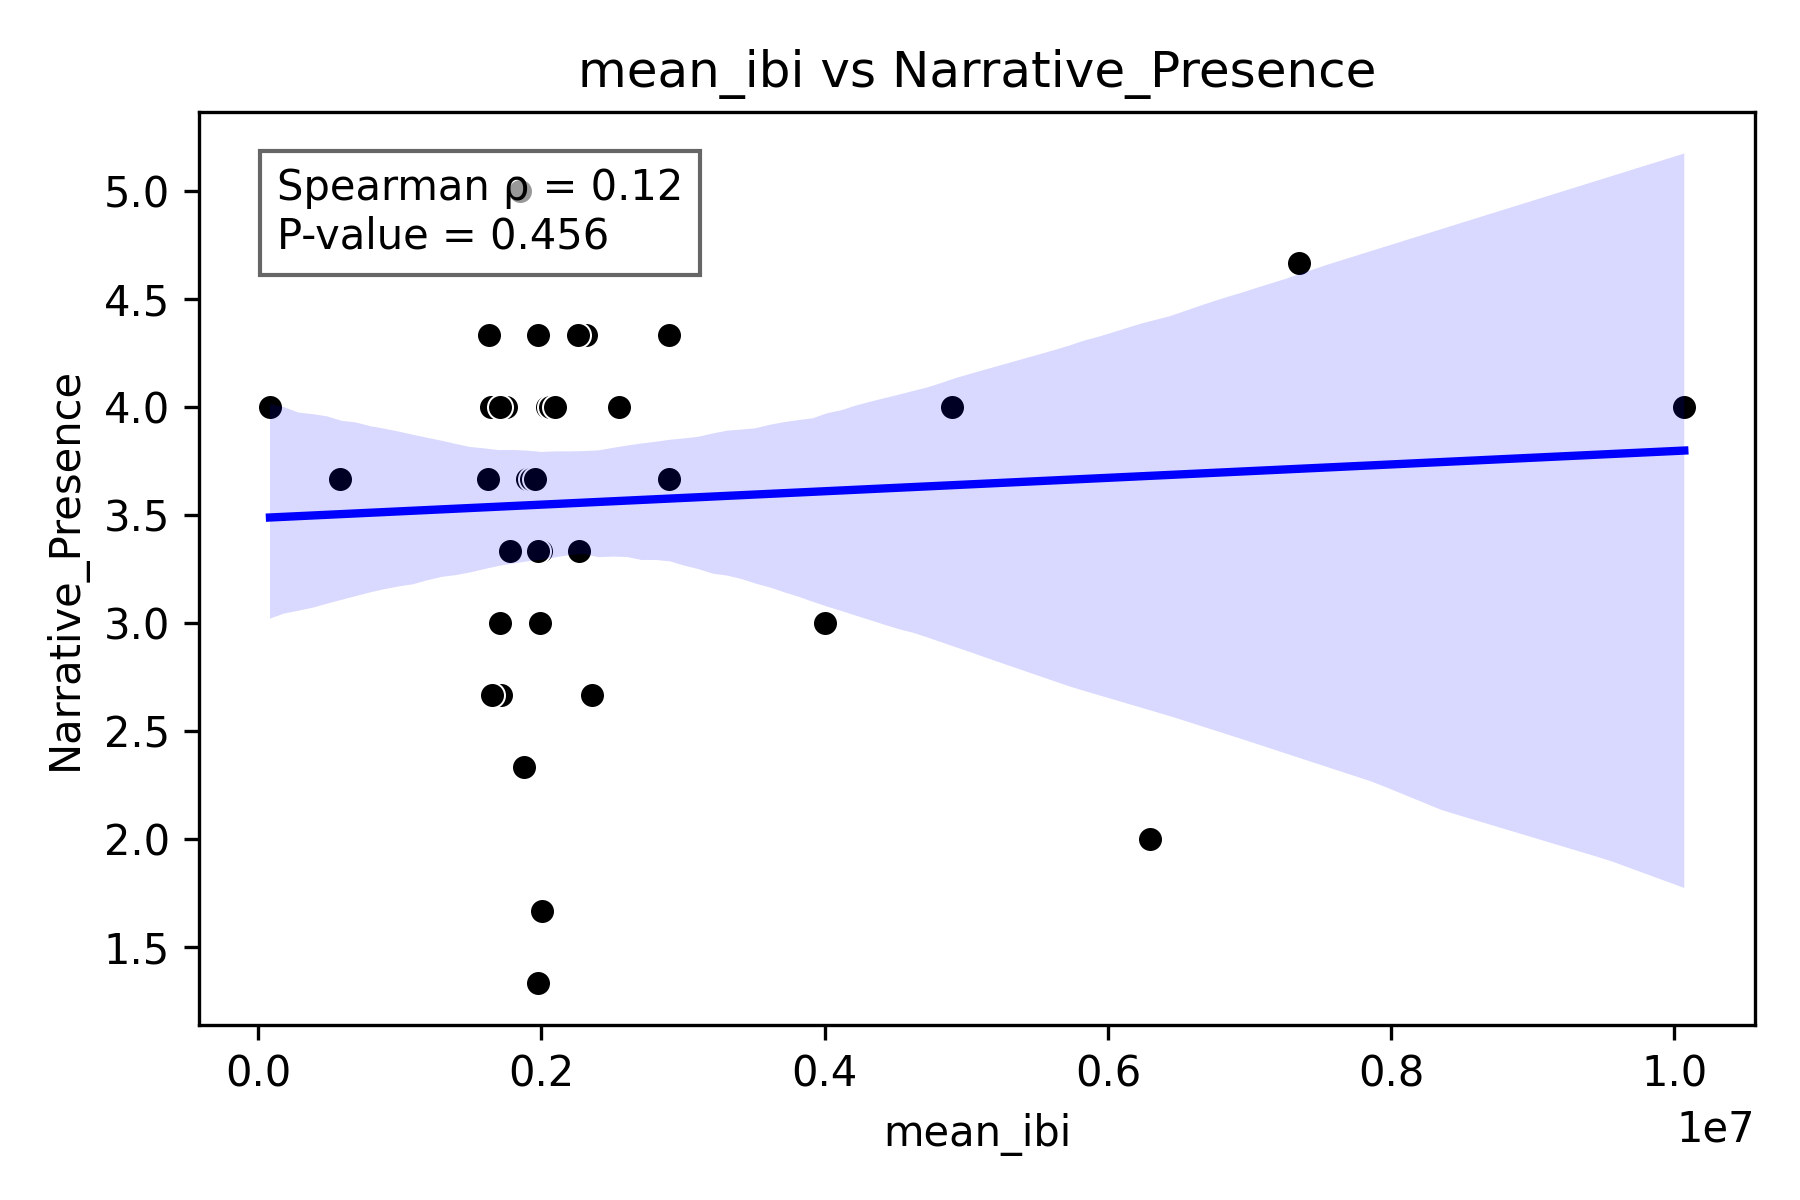 mean_ibi vs Narrative_Presence
Spearman ρ = 0.12
P-value = 0.456
Narrative_Presence
5.0
4.5
4.0
3.5
3.0
2.5
2.0
1.5
0.0 0.2 0.4 0.6 0.8 1.0
1e7
mean_ibi